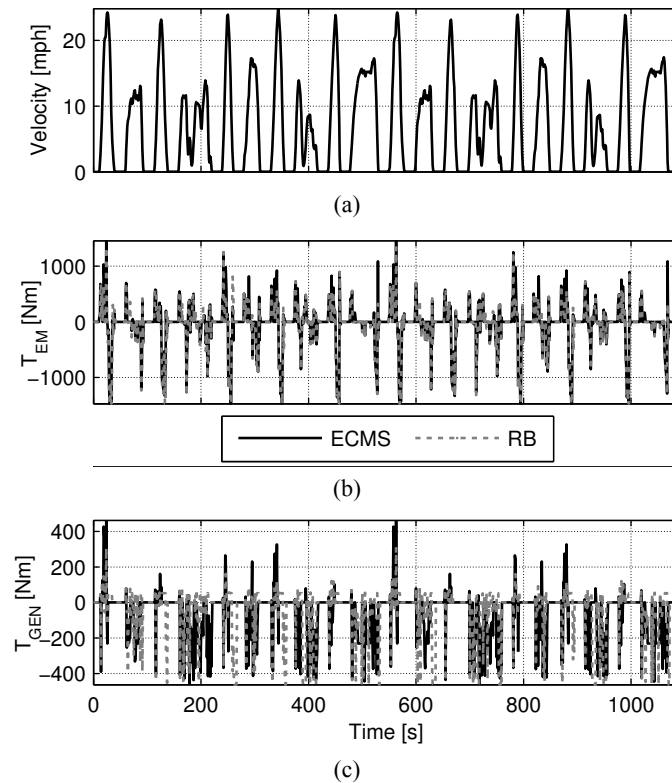 20
10
0
Velocity [mph]
(a)
1000
0
−1000
T_EM [Nm]
ECMS
RB
(b)
400
200
0
−200
−400
T_GEN [Nm]
0 200 400 600 800 1000
Time [s]
(c)